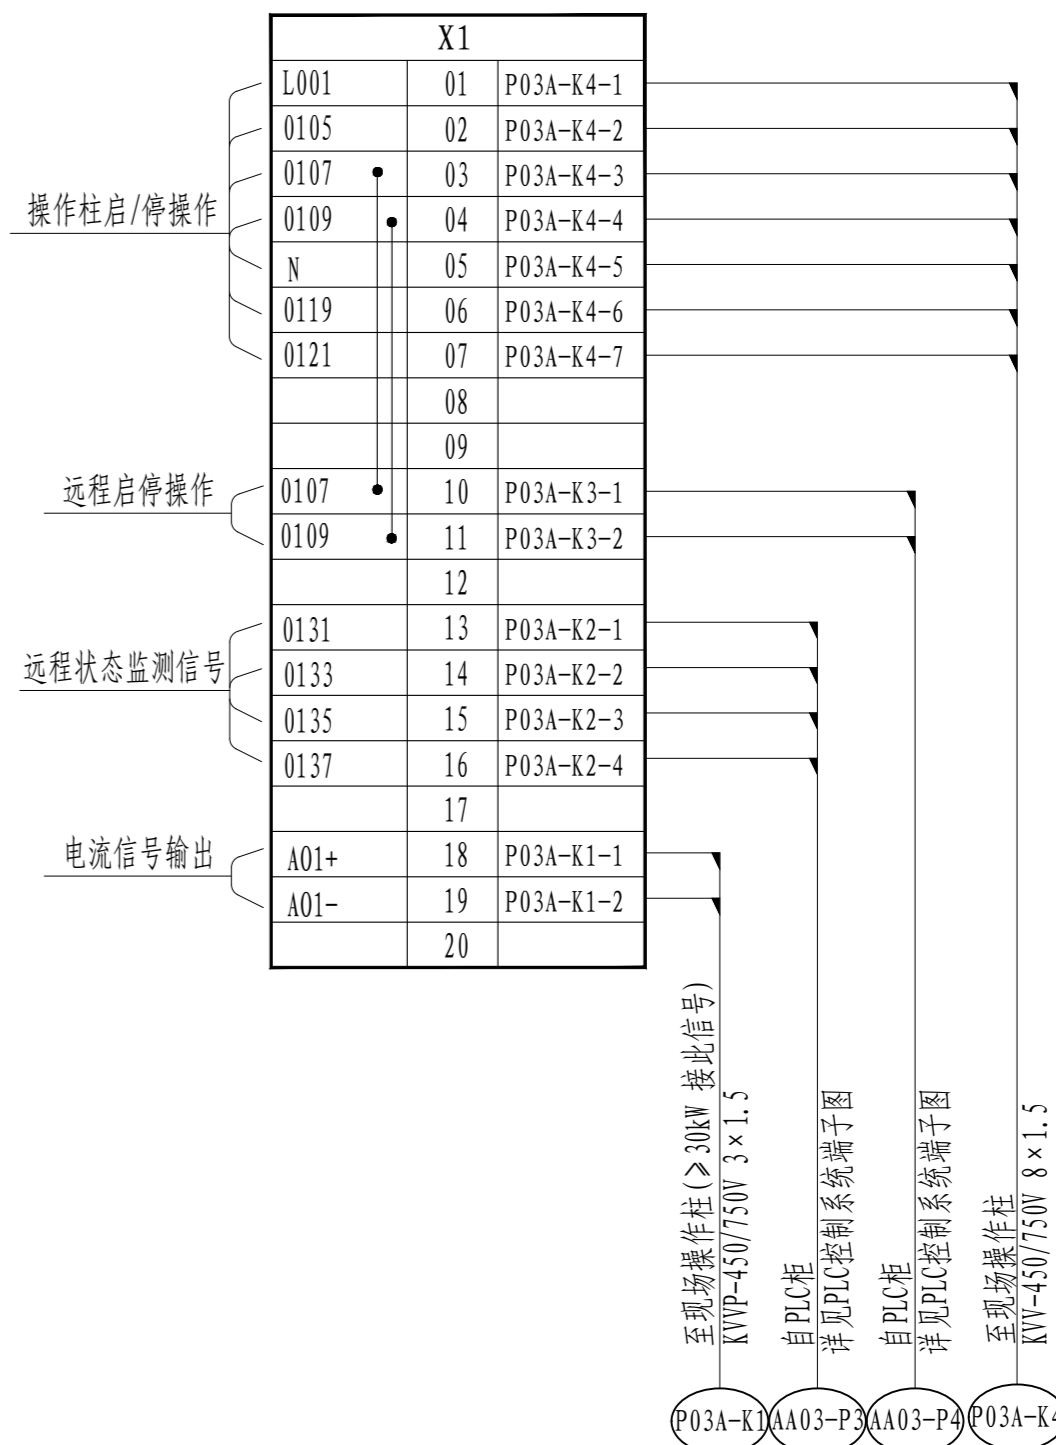 X1
L001 01 P03A-K4-1
0105 02 P03A-K4-2
0107 03 P03A-K4-3
操作柱启/停操作
0109 04 P03A-K4-4
N 05 P03A-K4-5
0119 06 P03A-K4-6
0121 07 P03A-K4-7
08
09
远程启停操作
0107 10 P03A-K3-1
0109 11 P03A-K3-2
12
0131 13 P03A-K2-1
远程状态监测信号
0133 14 P03A-K2-2
0135 15 P03A-K2-3
0137 16 P03A-K2-4
17
电流信号输出
A01+ 18 P03A-K1-1
A01- 19 P03A-K1-2
20
至现场操作柱(≥30kW 接此信号)
KVVP-450/750V 3×1.5
自PLC柜
详见PLC控制系统端子图
自PLC柜
详见PLC控制系统端子图
至现场操作柱
KVV-450/750V 8×1.5
P03A-K1
AA03-P3
AA03-P4
P03A-K4